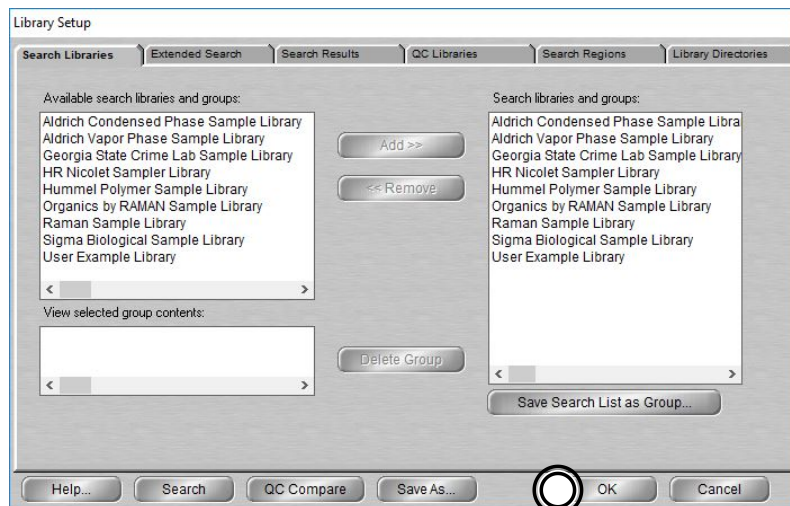 Library Setup
Search Libraries
Extended Search
Search Results
QC Libraries
Search Regions
Library Directories
Available search libraries and groups:
Aldrich Condensed Phase Sample Library
Aldrich Vapor Phase Sample Library
Georgia State Crime Lab Sample Library
HR Nicolet Sampler Library
Hummel Polymer Sample Library
Organics by RAMAN Sample Library
Raman Sample Library
Sigma Biological Sample Library
User Example Library
Add >>
<< Remove
Search libraries and groups:
Aldrich Condensed Phase Sample Libra
Aldrich Vapor Phase Sample Library
Georgia State Crime Lab Sample Library
HR Nicolet Sampler Library
Hummel Polymer Sample Library
Organics by RAMAN Sample Library
Raman Sample Library
Sigma Biological Sample Library
User Example Library
View selected group contents:
Delete Group
Save Search List as Group...
Help...
Search
QC Compare
Save As...
OK
Cancel